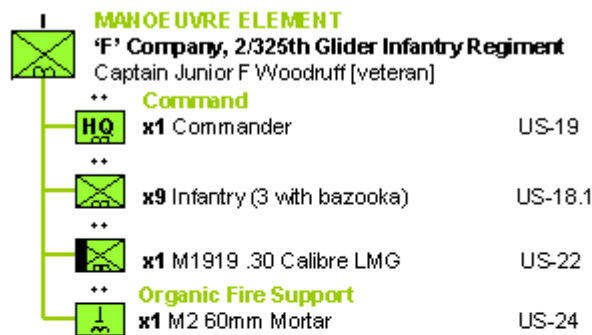 MANOEUVRE ELEMENT
'F' Company, 2/325th Glider Infantry Regiment
Captain Junior F Woodruff [veteran]
Command
HQ x1 Commander US-19
x9 Infantry (3 with bazooka) US-18.1
x1 M1919 .30 Calibre LMG US-22
Organic Fire Support
x1 M2 60mm Mortar US-24